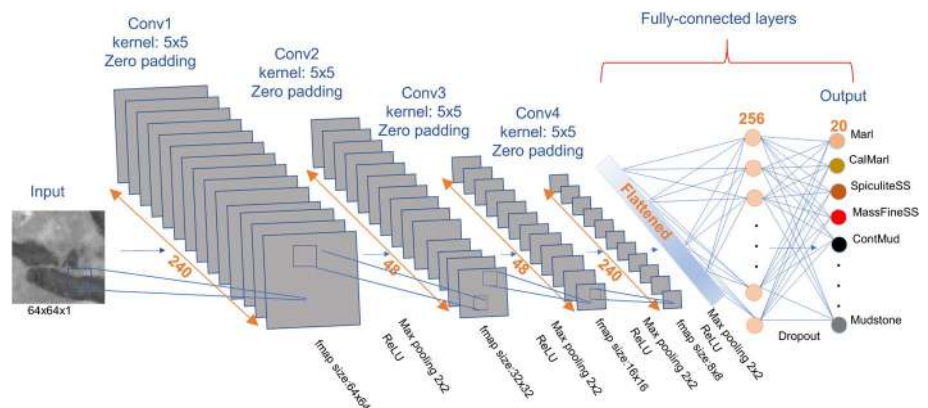 Fully-connected layers
Conv1
kernel: 5x5
Zero padding
Conv2
kernel: 5x5
Zero padding
Conv3
kernel: 5x5
Zero padding
Conv4
kernel: 5x5
Zero padding
Output
256
20
Marl
CalMarl
SpiculiteSS
MassFineSS
ContMud
Mudstone
Input
64x64x1
240
48
48
240
Flattened
Dropout
fmap size:64x64
ReLU
Max pooling 2x2
fmap size:32x32
ReLU
Max pooling 2x2
fmap size:16x16
ReLU
Max pooling 2x2
fmap size:8x8
ReLU
Max pooling 2x2